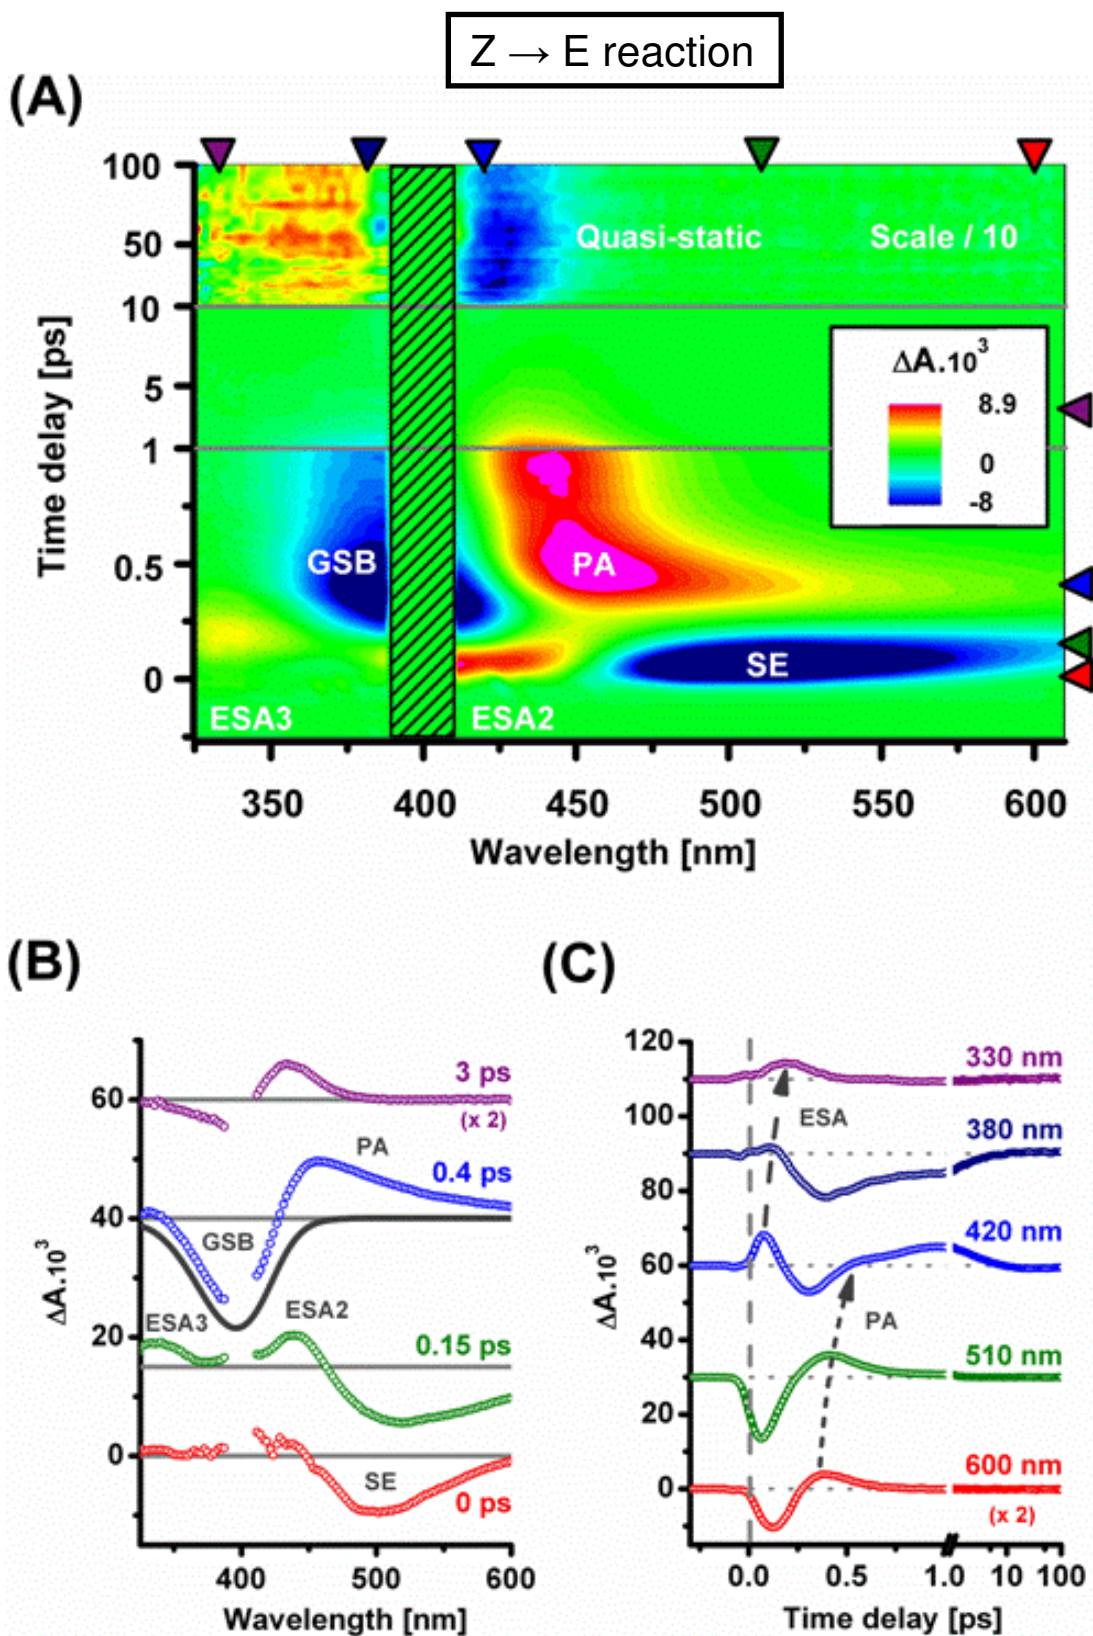 Z → E reaction
(A)
100
50
10
5
1
0.5
0
Time delay [ps]
Quasi-static
Scale / 10
ΔA.10³
8.9
0
-8
GSB
PA
SE
ESA3
ESA2
350
400
450
500
550
600
Wavelength [nm]
(B)
60
40
20
0
ΔA.10³
3 ps
(x 2)
PA
0.4 ps
GSB
ESA3
ESA2
0.15 ps
SE
0 ps
400
500
600
Wavelength [nm]
(C)
120
100
80
60
40
20
0
ΔA.10³
330 nm
ESA
380 nm
420 nm
PA
510 nm
600 nm
(x 2)
0.0
0.5
1.0
10
100
Time delay [ps]